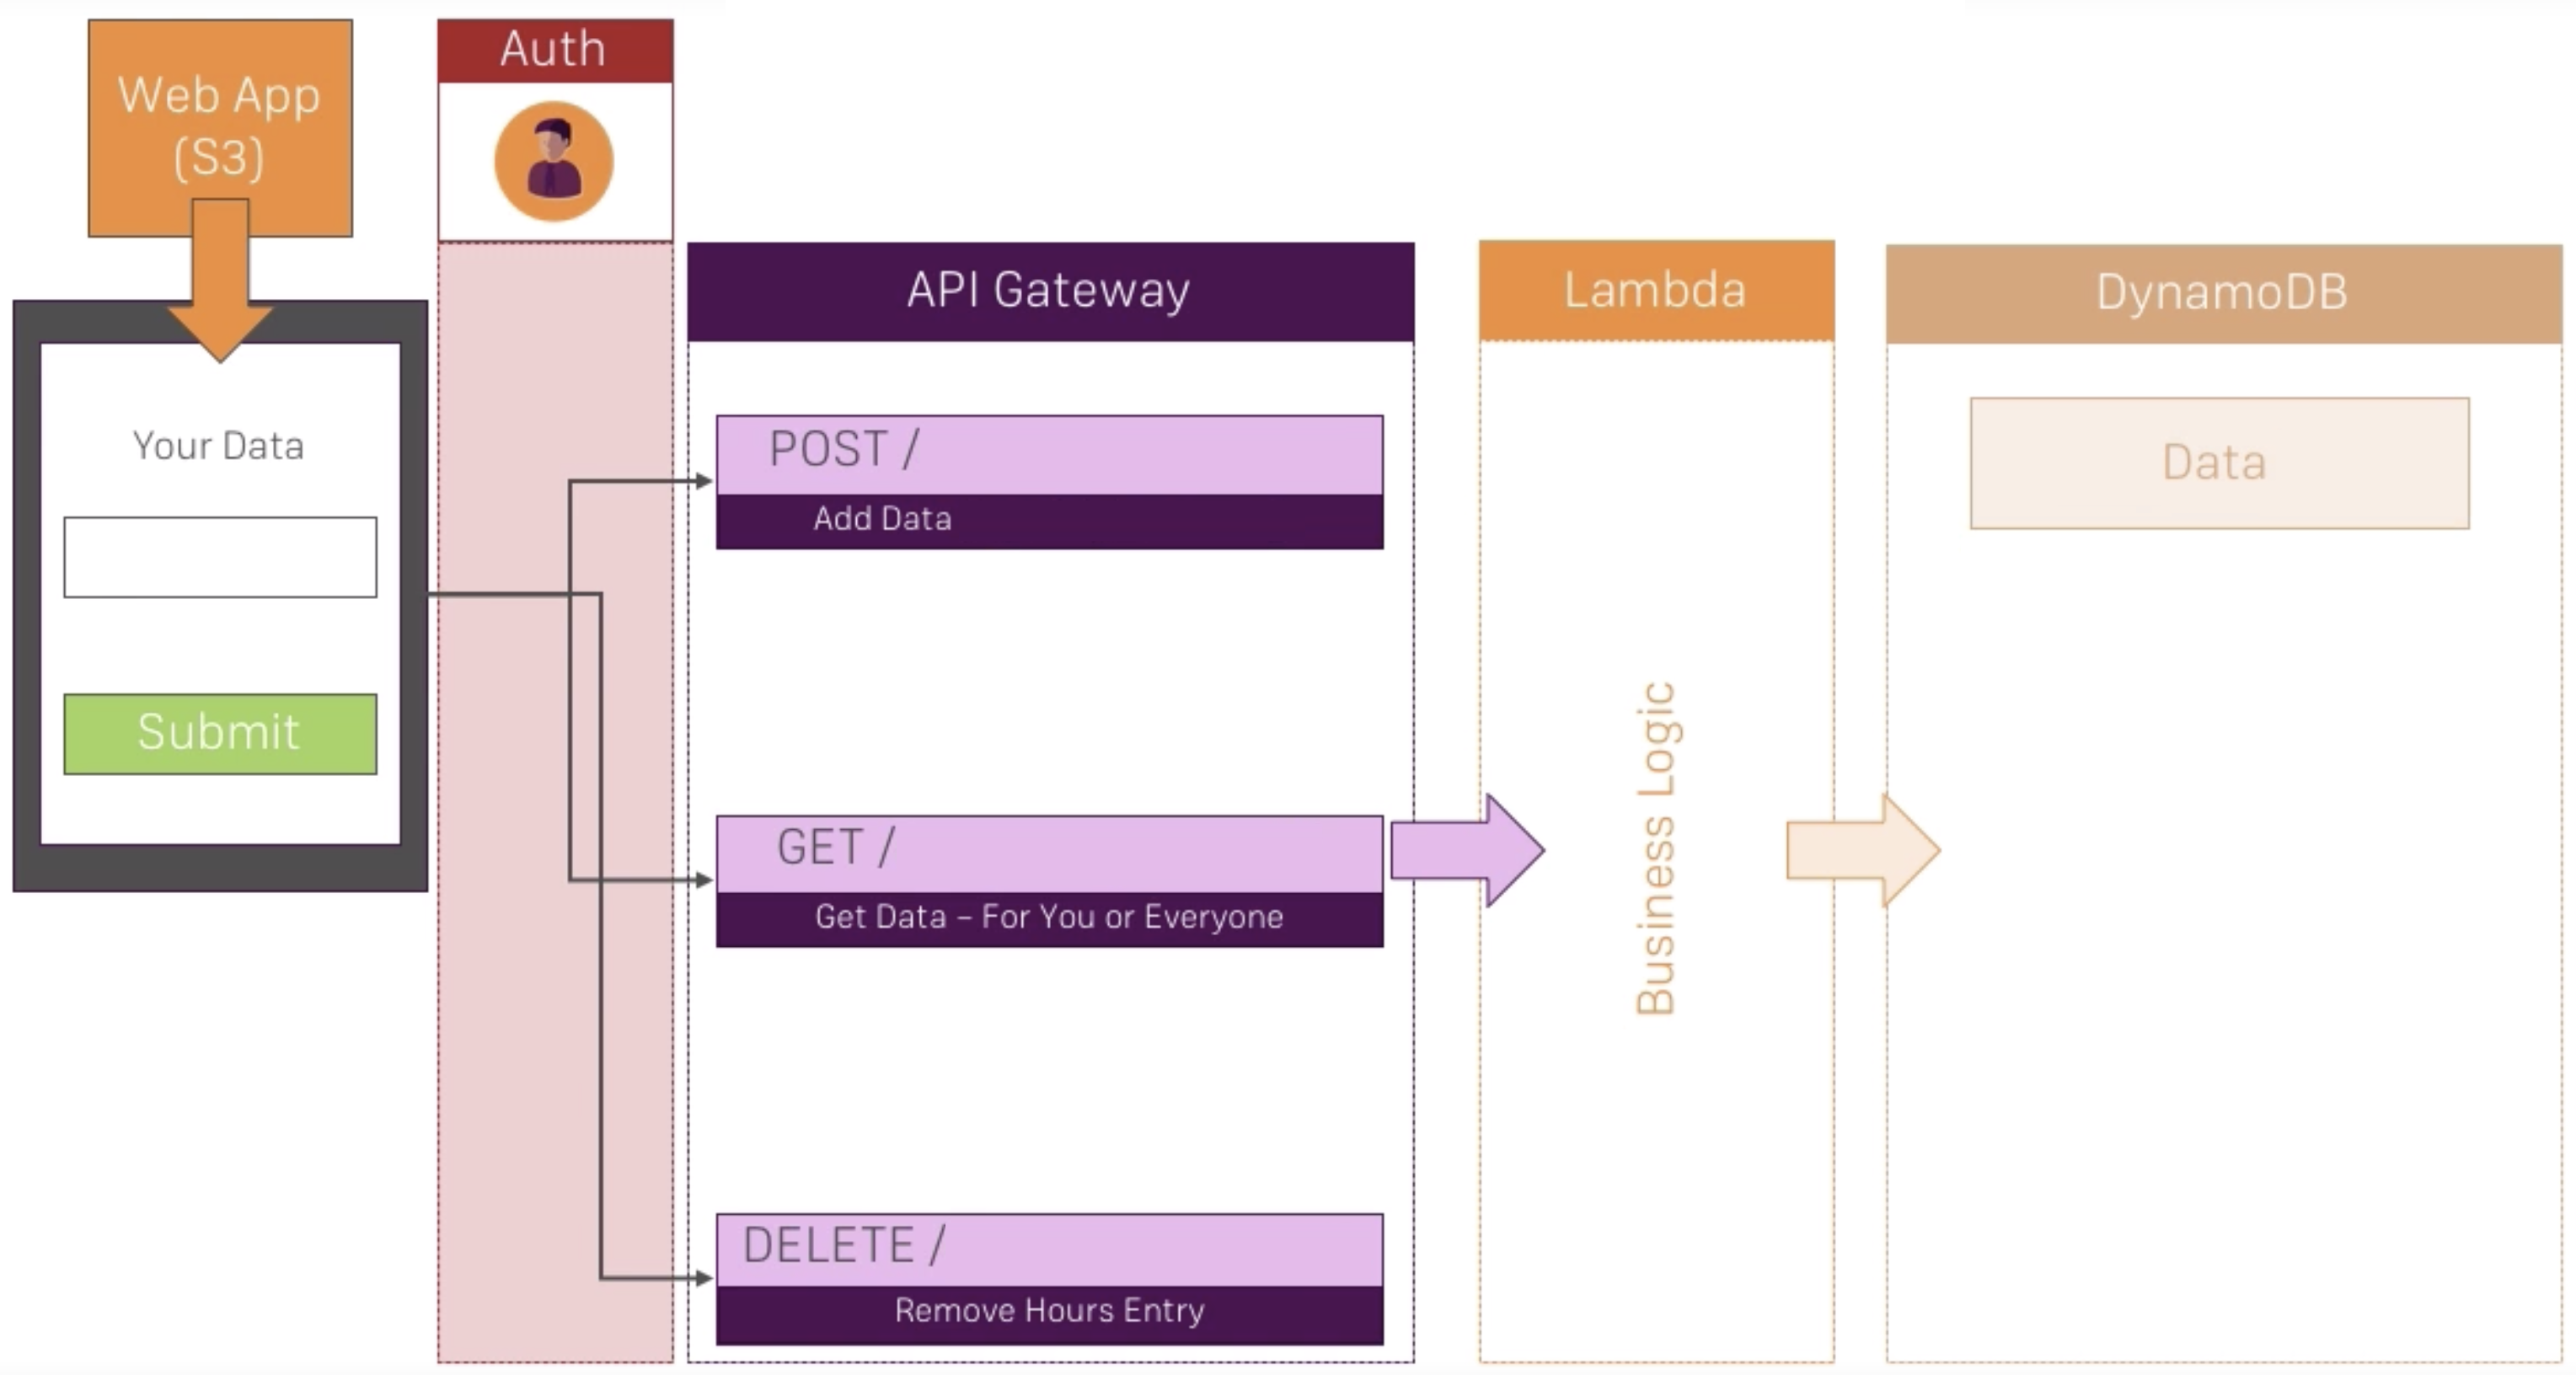 Web App
(S3)
Auth
Your Data
Submit
API Gateway
POST /
Add Data
GET /
Get Data – For You or Everyone
DELETE /
Remove Hours Entry
Lambda
Business Logic
DynamoDB
Data